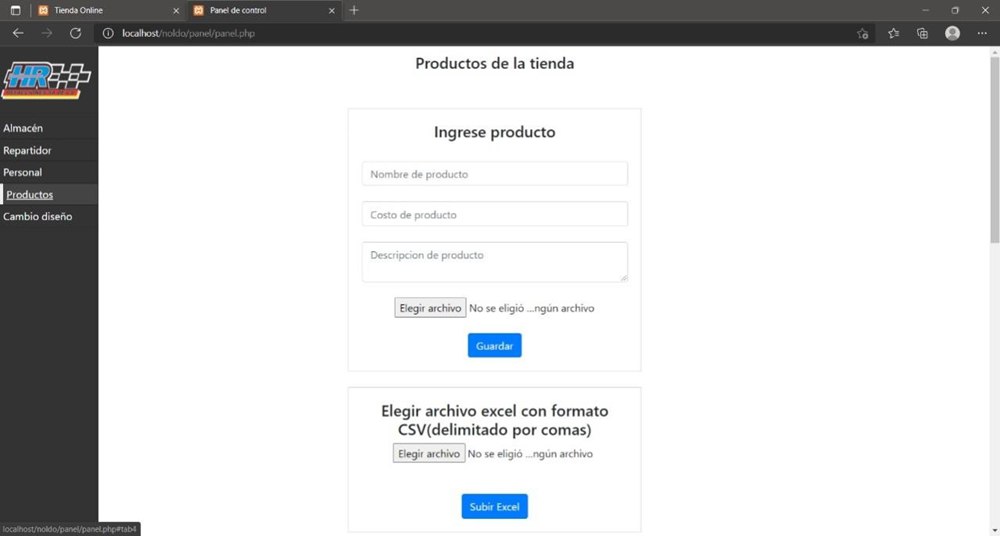 Tienda Online
Panel de control
localhost/noldo/panel/panel.php
HR
Productos de la tienda
Almacén
Repartidor
Personal
Productos
Cambio diseño
Ingrese producto
Nombre de producto
Costo de producto
Descripcion de producto
Elegir archivo No se eligió ...ngún archivo
Guardar
Elegir archivo excel con formato
CSV(delimitado por comas)
Elegir archivo No se eligió ...ngún archivo
Subir Excel
localhost/noldo/panel/panel.php#tab4